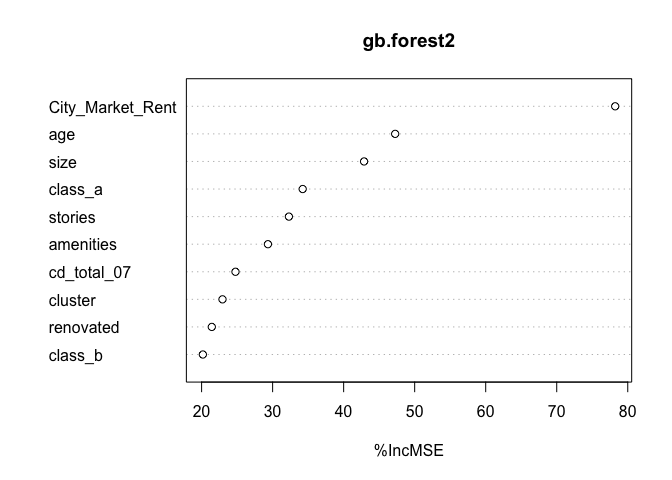 gb.forest2
City_Market_Rent
age
size
class_a
stories
amenities
cd_total_07
cluster
renovated
class_b
20 30 40 50 60 70 80
%IncMSE